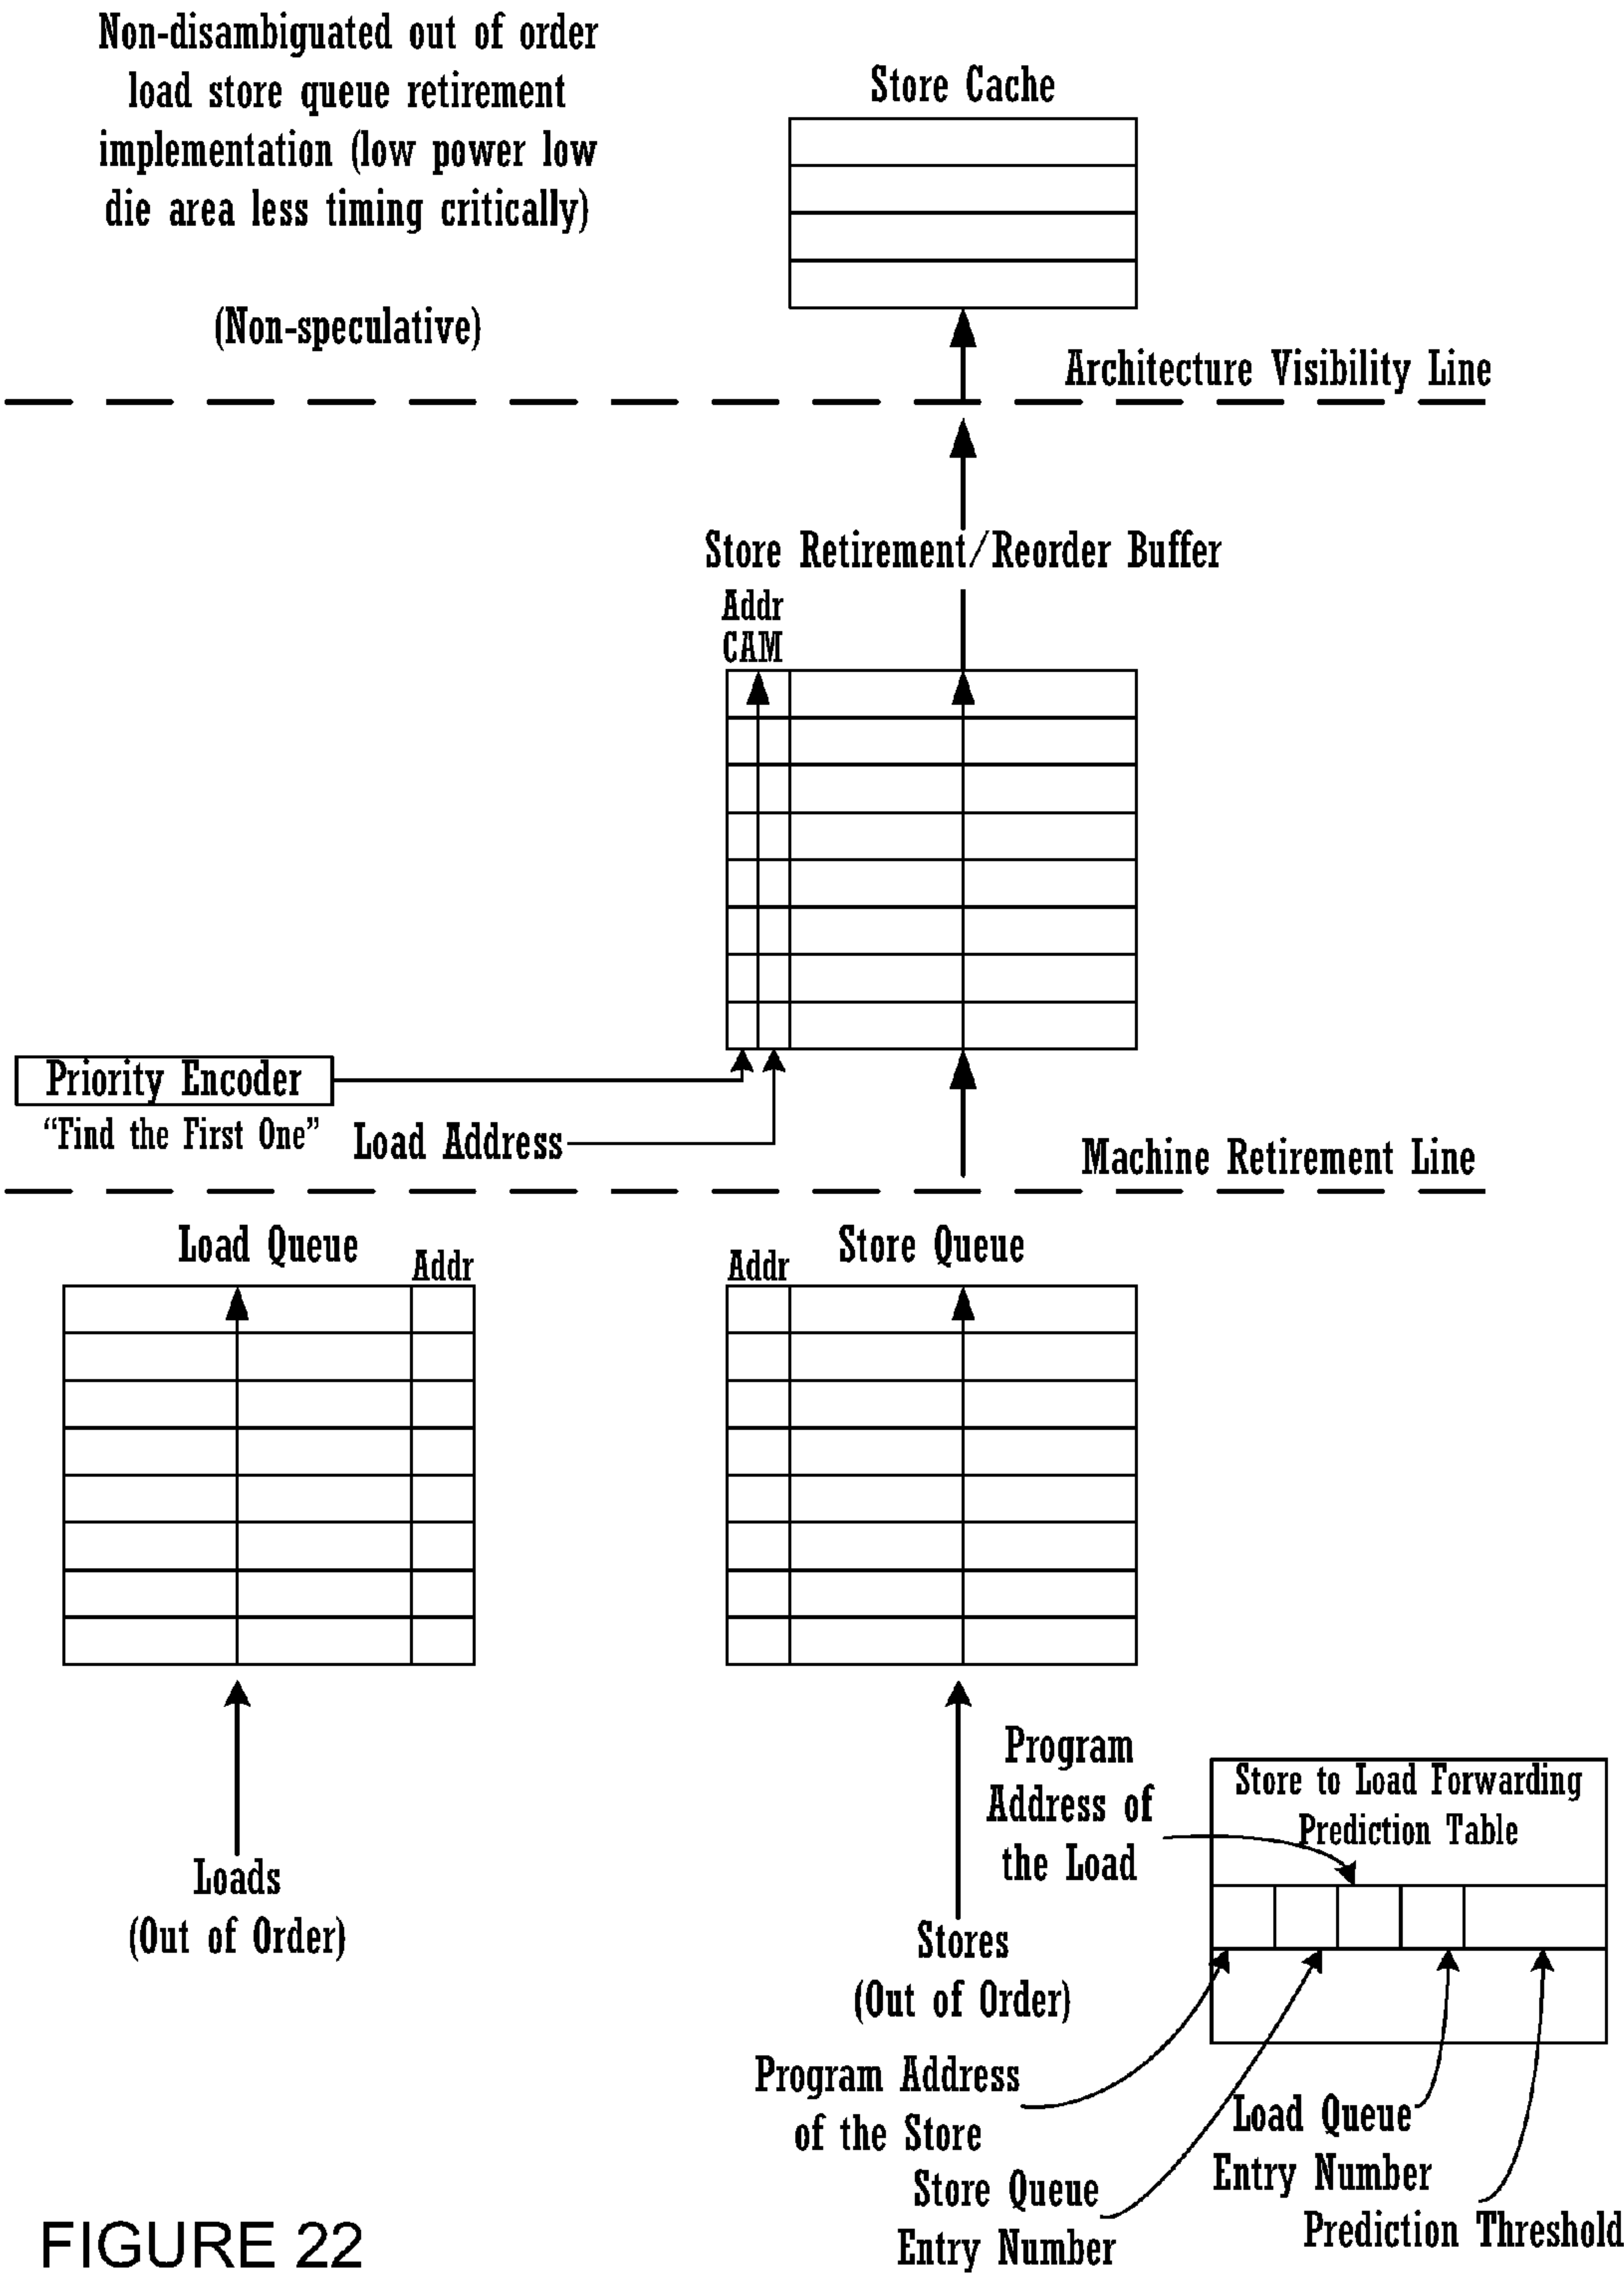 Non-disambiguated out of order
load store queue retirement
implementation (low power low
die area less timing critically)
(Non-speculative)
Store Cache
Architecture Visibility Line
Store Retirement/Reorder Buffer
Addr
CAM
Priority Encoder
“Find the First One”
Load Address
Machine Retirement Line
Load Queue
Addr
Addr
Store Queue
Loads
(Out of Order)
Stores
(Out of Order)
Program
Address of
the Load
Store to Load Forwarding
Prediction Table
Program Address
of the Store
Store Queue
Entry Number
Load Queue
Entry Number
Prediction Threshold
FIGURE 22